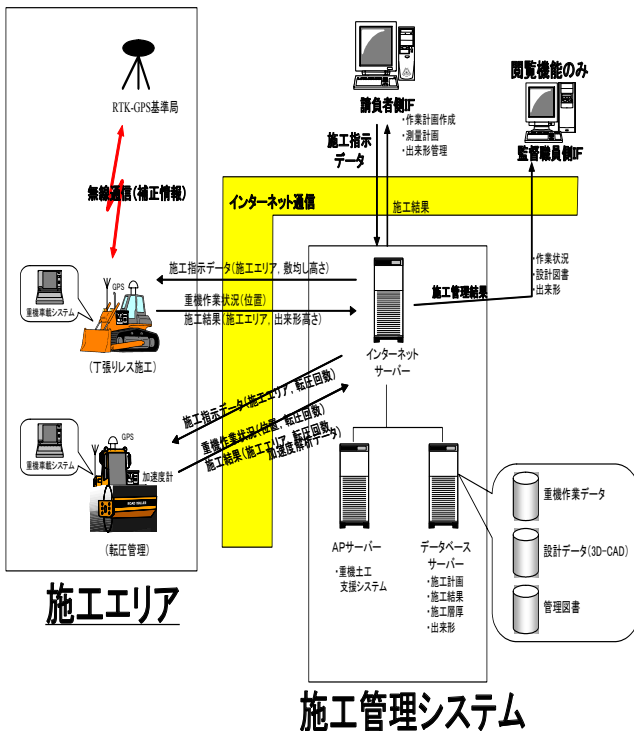 RTK-GPS基準局
無線通信(補正情報)
GPS
重機車載システム
(丁張りレス施工)
重機車載システム
GPS
加速度計
ROAD WALLES
(転圧管理)
施工エリア
インターネット通信
施工指示データ(施工エリア, 敷均し高さ)
重機作業状況(位置)
施工結果(施工エリア, 出来形高さ)
施工指示データ(施工エリア, 転圧回数)
重機作業状況(位置, 転圧回数)
施工結果(施工エリア, 転圧回数,
加速度解析データ)
請負者側IF
・作業計画作成
・測量計画
・出来形管理
施工指示
データ
施工結果
閲覧機能のみ
監督職員側IF
・作業状況
・設計図書
・出来形
施工管理結果
インターネット
サーバー
APサーバー
・重機土工
支援システム
データベース
サーバー
・施工計画
・施工結果
・施工層厚
・出来形
重機作業データ
設計データ(3D-CAD)
管理図書
施工管理システム